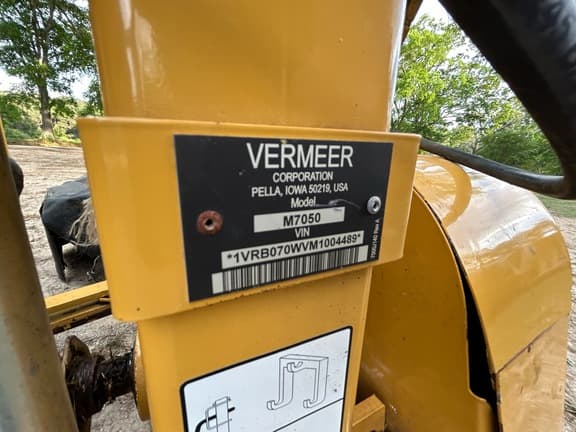 VERMEER
CORPORATION
PELLA, IOWA 50219, USA
Model
M7050
VIN
*1VRB070WVM1004489*